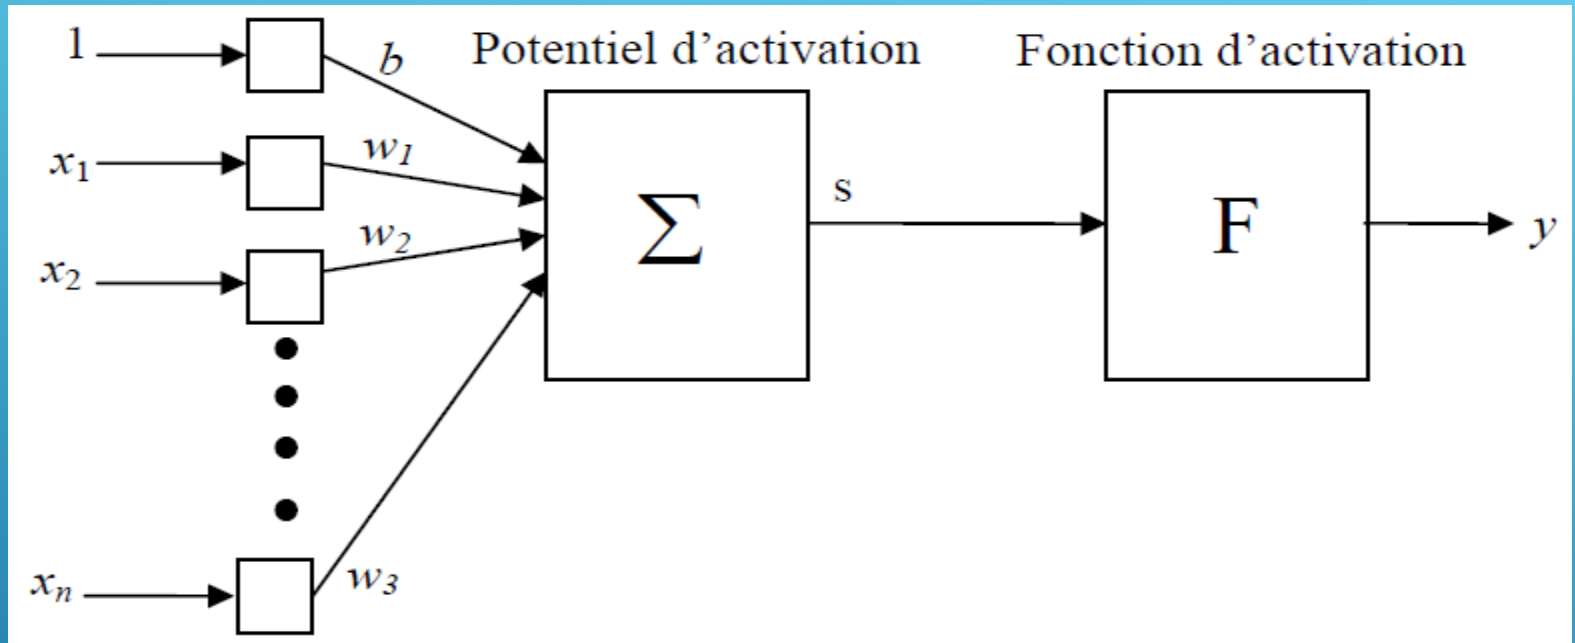 1
b
Potentiel d’activation
Fonction d’activation
x1
w1
x2
w2
Σ
s
F
y
xn
w3